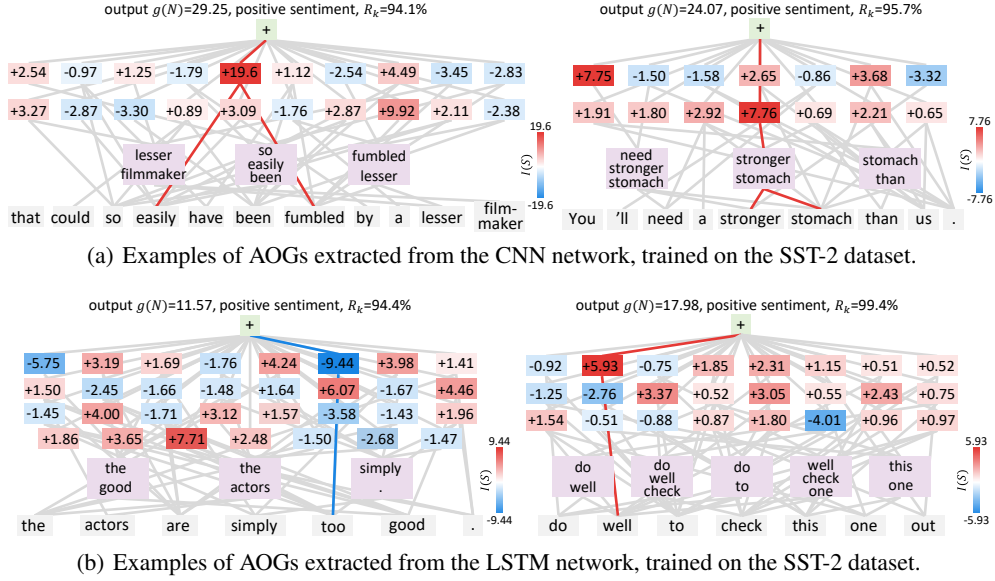 output g(N)=29.25, positive sentiment, R_k=94.1%
+
+2.54 -0.97 +1.25 -1.79 +19.6 +1.12 -2.54 +4.49 -3.45 -2.83
+3.27 -2.87 -3.30 +0.89 +3.09 -1.76 +2.87 +9.92 +2.11 -2.38
lesser
filmmaker
so
easily
been
fumbled
lesser
that could so easily have been fumbled by a lesser film-
maker
19.6
I(S)
-19.6
output g(N)=24.07, positive sentiment, R_k=95.7%
+
+7.75 -1.50 -1.58 +2.65 -0.86 +3.68 -3.32
+1.91 +1.80 +2.92 +7.76 +0.69 +2.21 +0.65
need
stronger
stomach
stronger
stomach
stomach
than
You 'll need a stronger stomach than us .
7.76
I(S)
-7.76
(a) Examples of AOGs extracted from the CNN network, trained on the SST-2 dataset.
output g(N)=11.57, positive sentiment, R_k=94.4%
+
-5.75 +3.19 +1.69 -1.76 +4.24 -9.44 +3.98 +1.41
+1.50 -2.45 -1.66 -1.48 +1.64 +6.07 -1.67 +4.46
-1.45 +4.00 -1.71 +3.12 +1.57 -3.58 -1.43 +1.96
+1.86 +3.65 +7.71 +2.48 -1.50 -2.68 -1.47
the
good
the
actors
simply
.
the actors are simply too good .
9.44
I(S)
-9.44
output g(N)=17.98, positive sentiment, R_k=99.4%
+
-0.92 +5.93 -0.75 +1.85 +2.31 +1.15 +0.51 +0.52
-1.25 -2.76 +3.37 +0.52 +3.05 +0.55 +2.43 +0.75
+1.54 -0.51 -0.88 +0.87 +1.80 -4.01 +0.96 +0.97
do
well
do
well
check
do
to
well
check
one
this
one
do well to check this one out
5.93
I(S)
-5.93
(b) Examples of AOGs extracted from the LSTM network, trained on the SST-2 dataset.